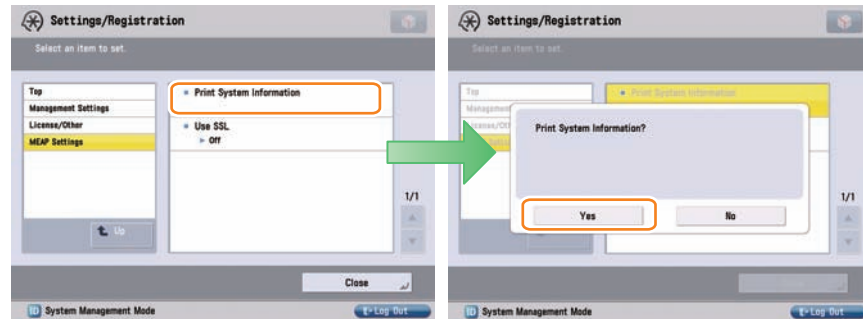 Settings/Registration
Select an item to set.
Top
Management Settings
License/Other
MEAP Settings
Print System Information
Use SSL
Off
1/1
Up
Close
ID System Management Mode
Log Out
Settings/Registration
Select an item to set.
Top
Print System Information
Print System Information?
Yes
No
1/1
ID System Management Mode
Log Out